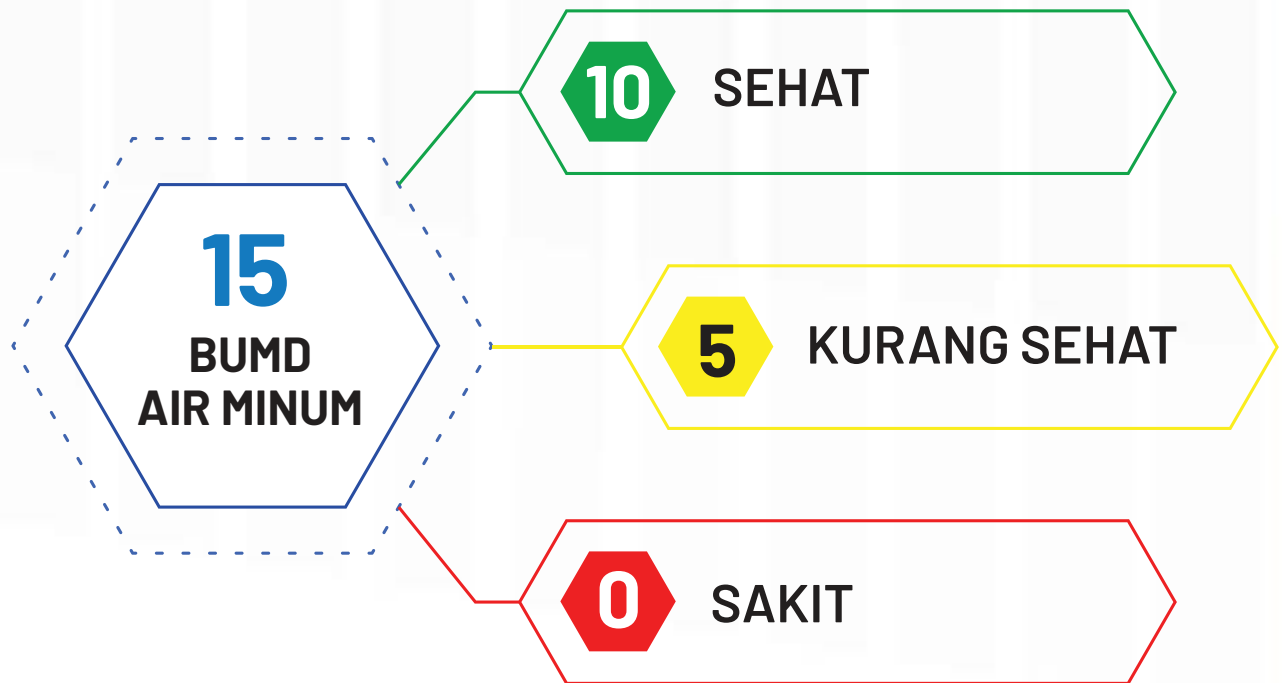 15
BUMD
AIR MINUM
10 SEHAT
5 KURANG SEHAT
0 SAKIT